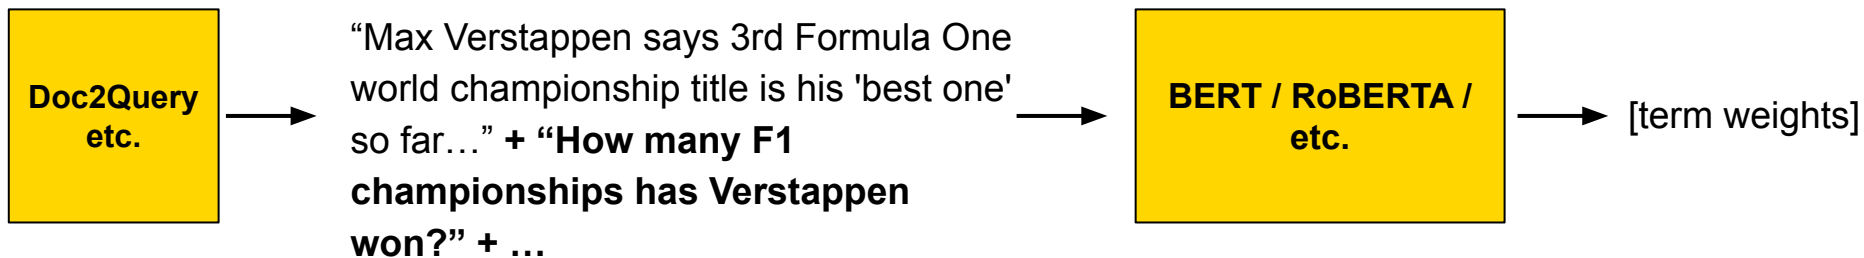 Doc2Query
etc.
“Max Verstappen says 3rd Formula One
world championship title is his 'best one'
so far…” + “How many F1
championships has Verstappen
won?” + …
BERT / RoBERTA /
etc.
[term weights]